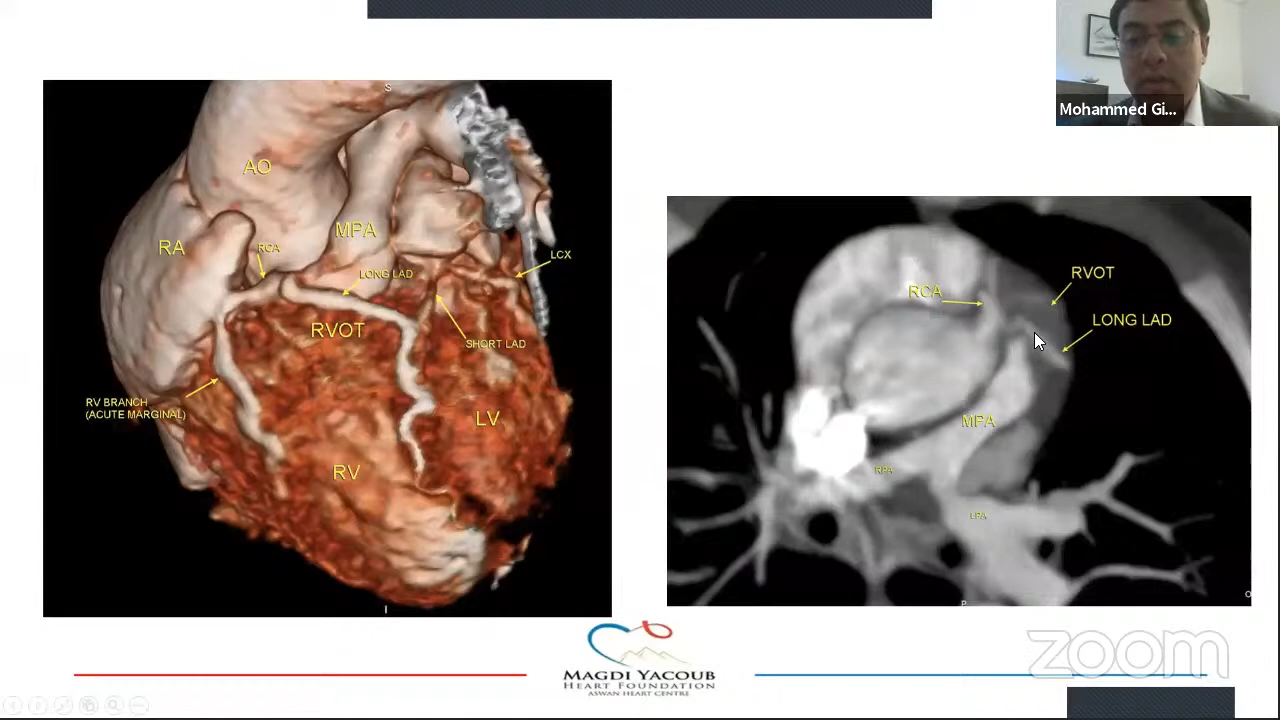 Mohammed Gi...
S
AO
RA
RCA
MPA
LONG LAD
LCX
RVOT
SHORT LAD
RV BRANCH
(ACUTE MARGINAL)
LV
RV
I
RCA
RVOT
LONG LAD
MPA
RPA
LPA
P
MAGDI YACOUB
HEART FOUNDATION
ASWAN HEART CENTRE
zoom